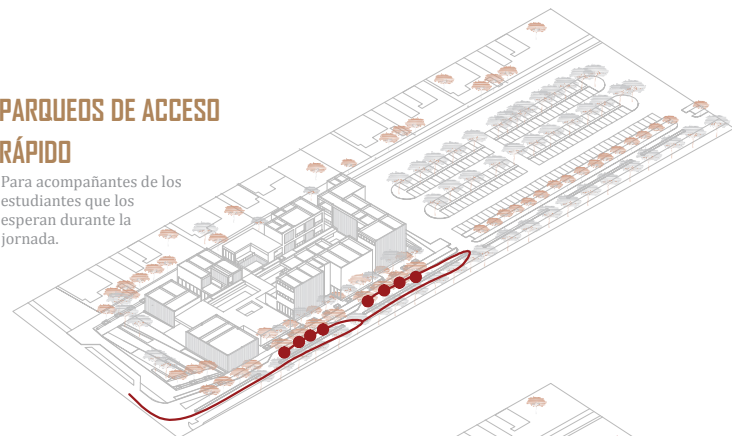 PARQUEOS DE ACCESO
RÁPIDO
Para acompañantes de los
estudiantes que los
esperan durante la
jornada.